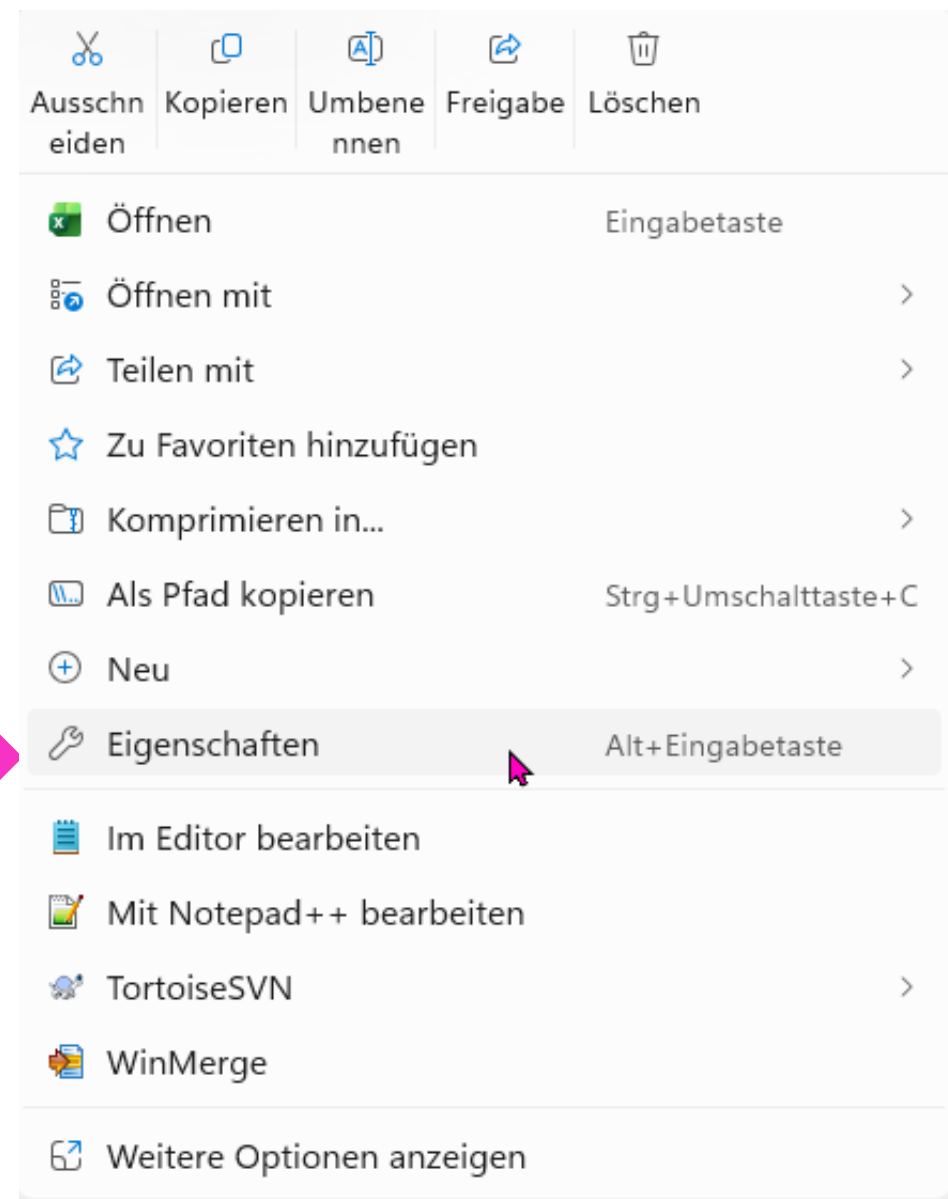 Ausschn
eiden
Kopieren
Umbene
nnen
Freigabe
Löschen
Öffnen Eingabetaste
Öffnen mit
Teilen mit
Zu Favoriten hinzufügen
Komprimieren in...
Als Pfad kopieren Strg+Umschalttaste+C
Neu
Eigenschaften Alt+Eingabetaste
Im Editor bearbeiten
Mit Notepad++ bearbeiten
TortoiseSVN
WinMerge
Weitere Optionen anzeigen